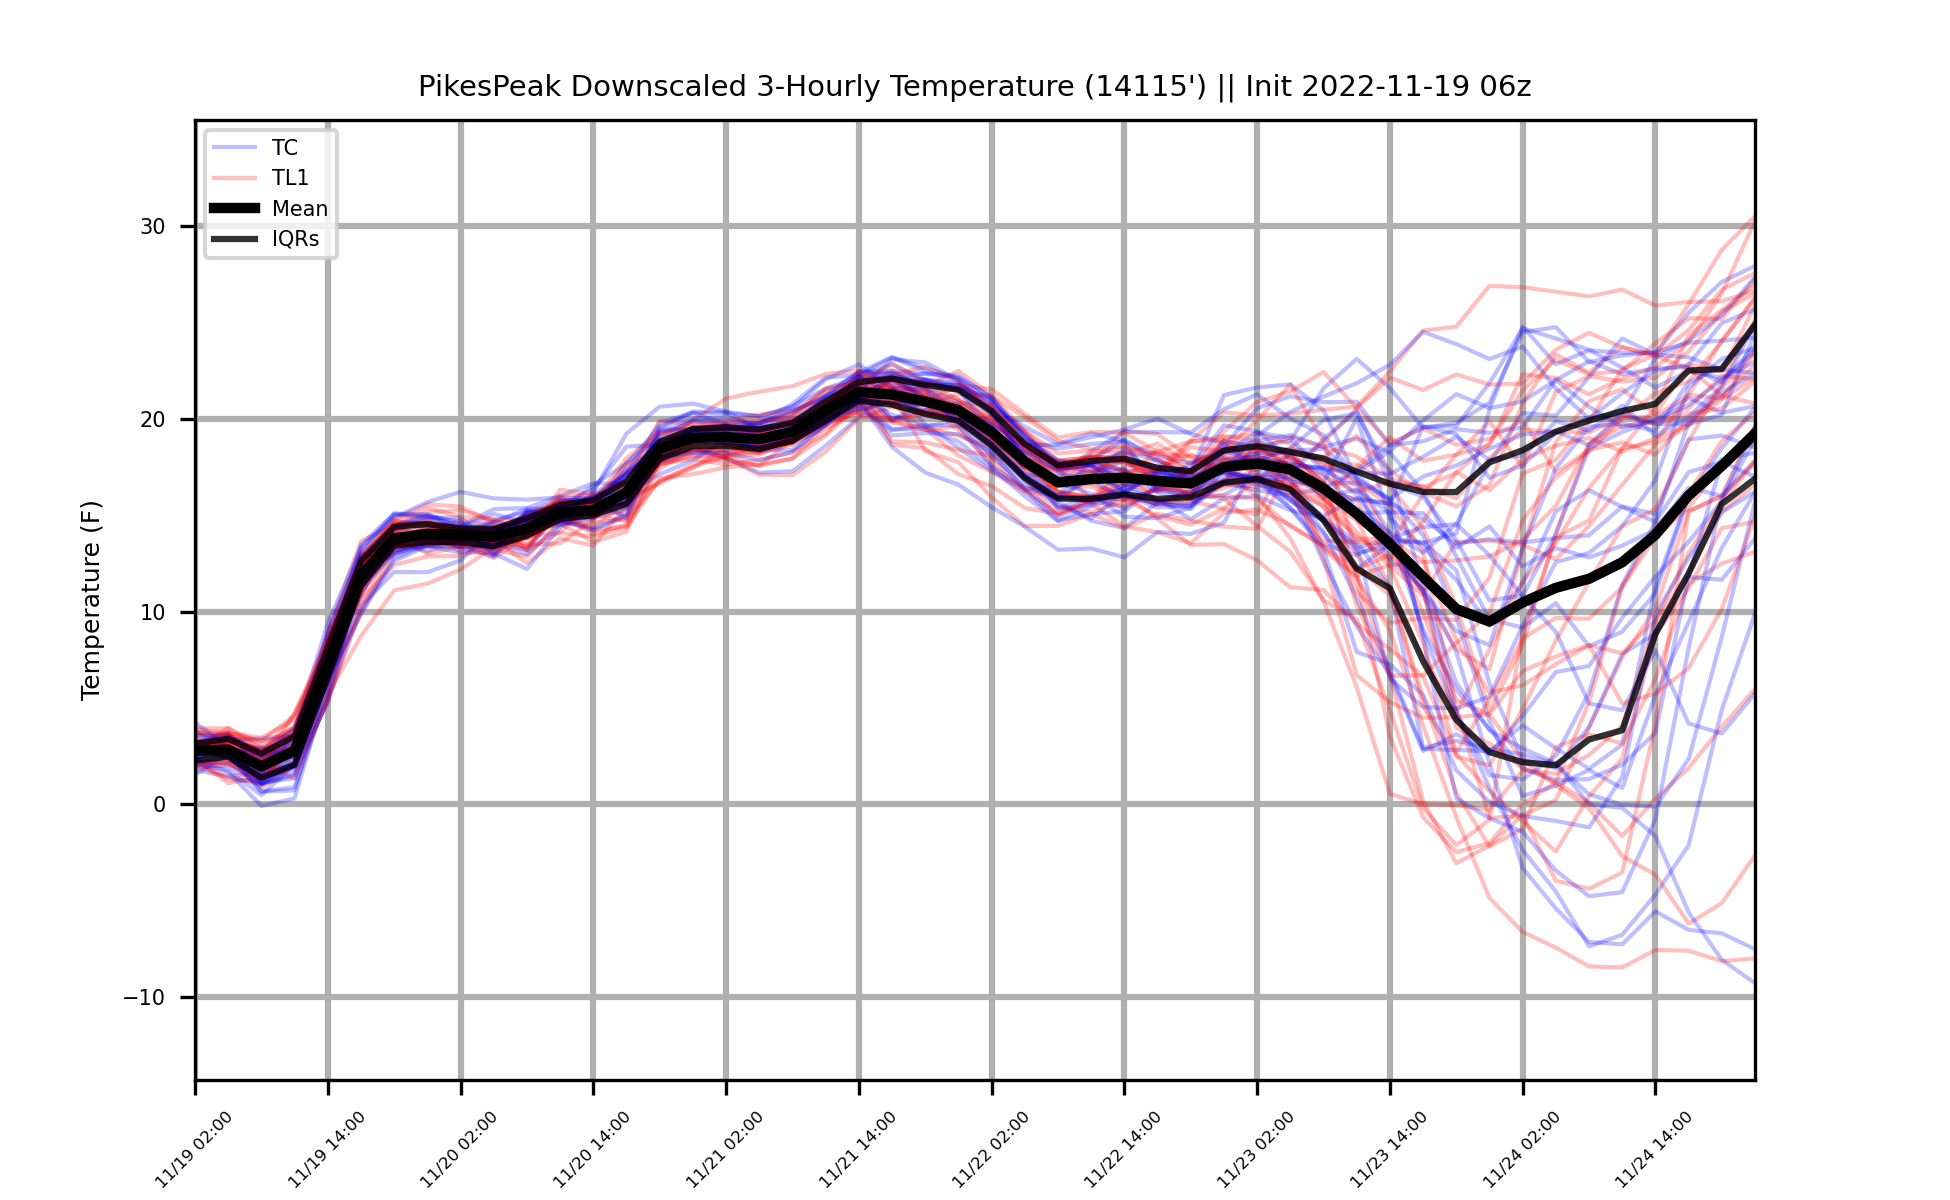 PikesPeak Downscaled 3-Hourly Temperature (14115') || Init 2022-11-19 06z
TC
TL1
Mean
IQRs
Temperature (F)
30
20
10
0
−10
11/19 02:00
11/19 14:00
11/20 02:00
11/20 14:00
11/21 02:00
11/21 14:00
11/22 02:00
11/22 14:00
11/23 02:00
11/23 14:00
11/24 02:00
11/24 14:00